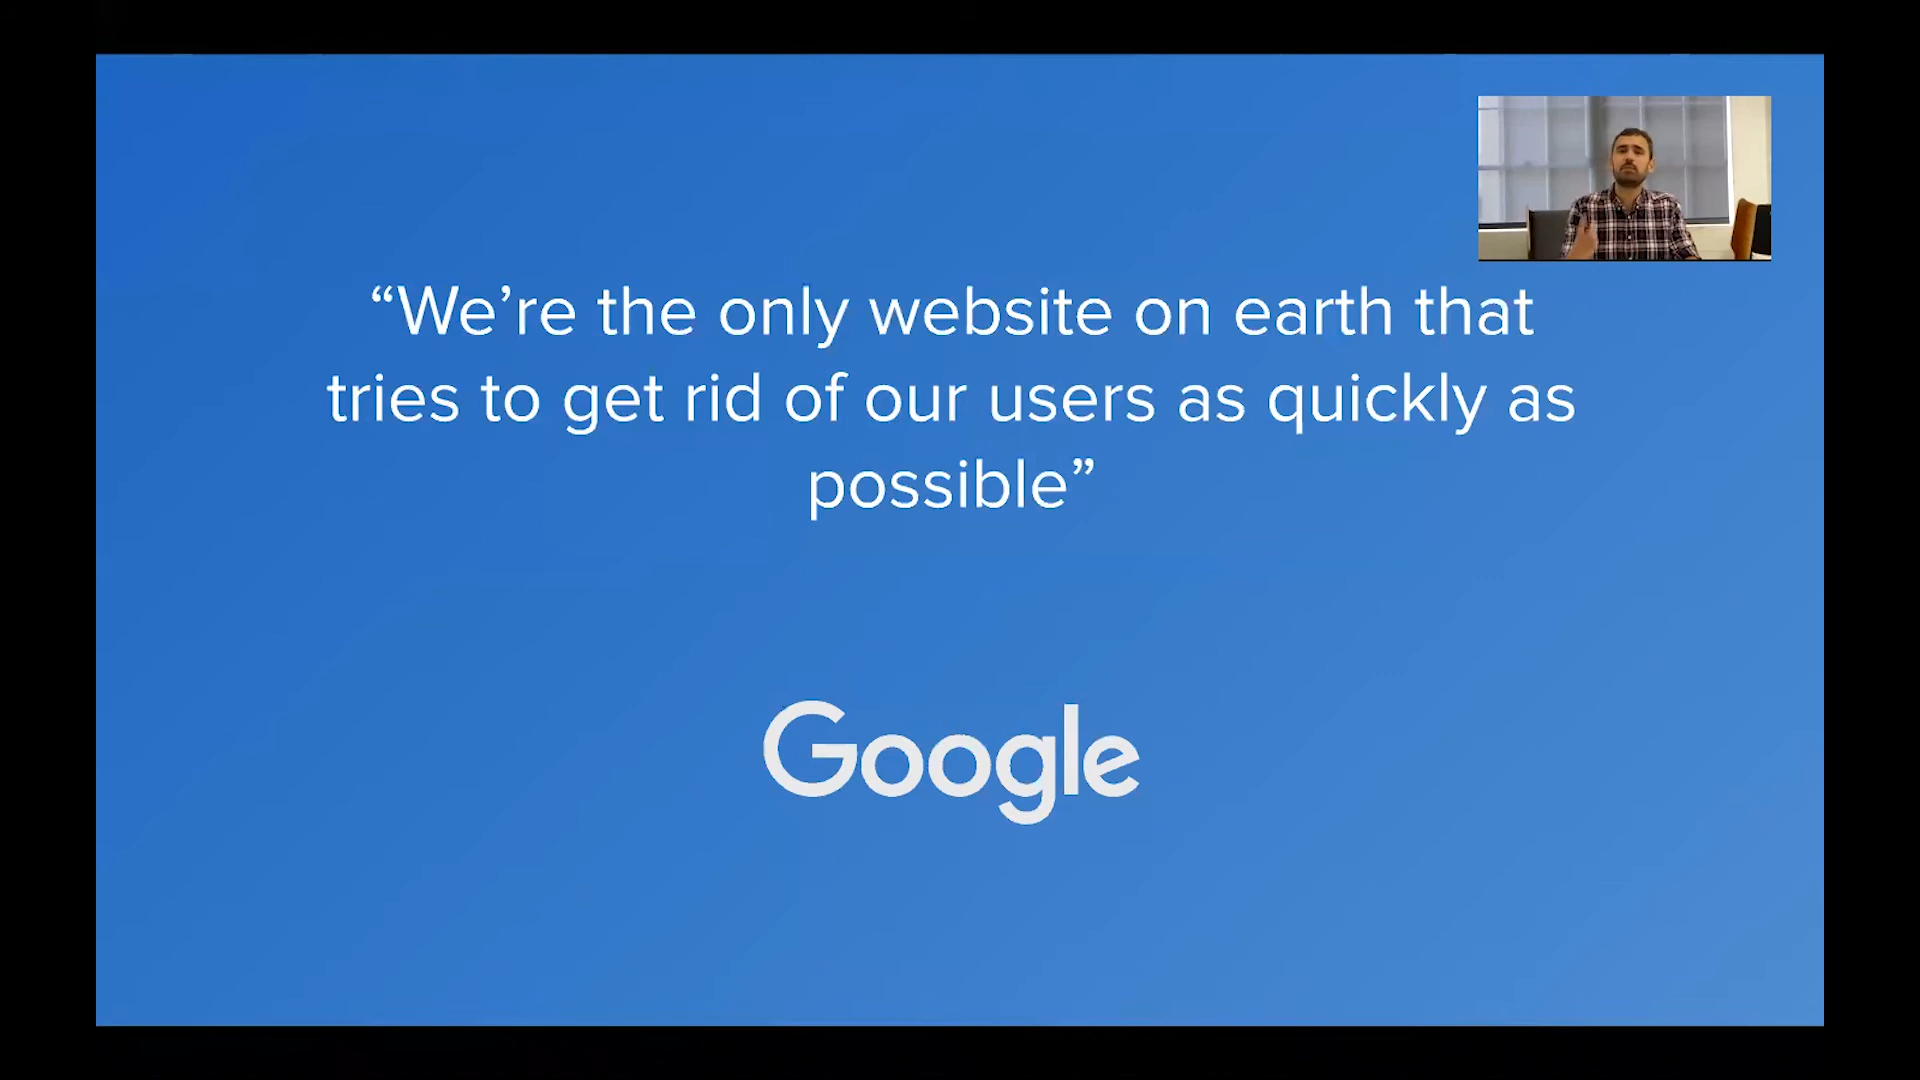 “We’re the only website on earth that
tries to get rid of our users as quickly as
possible”
Google